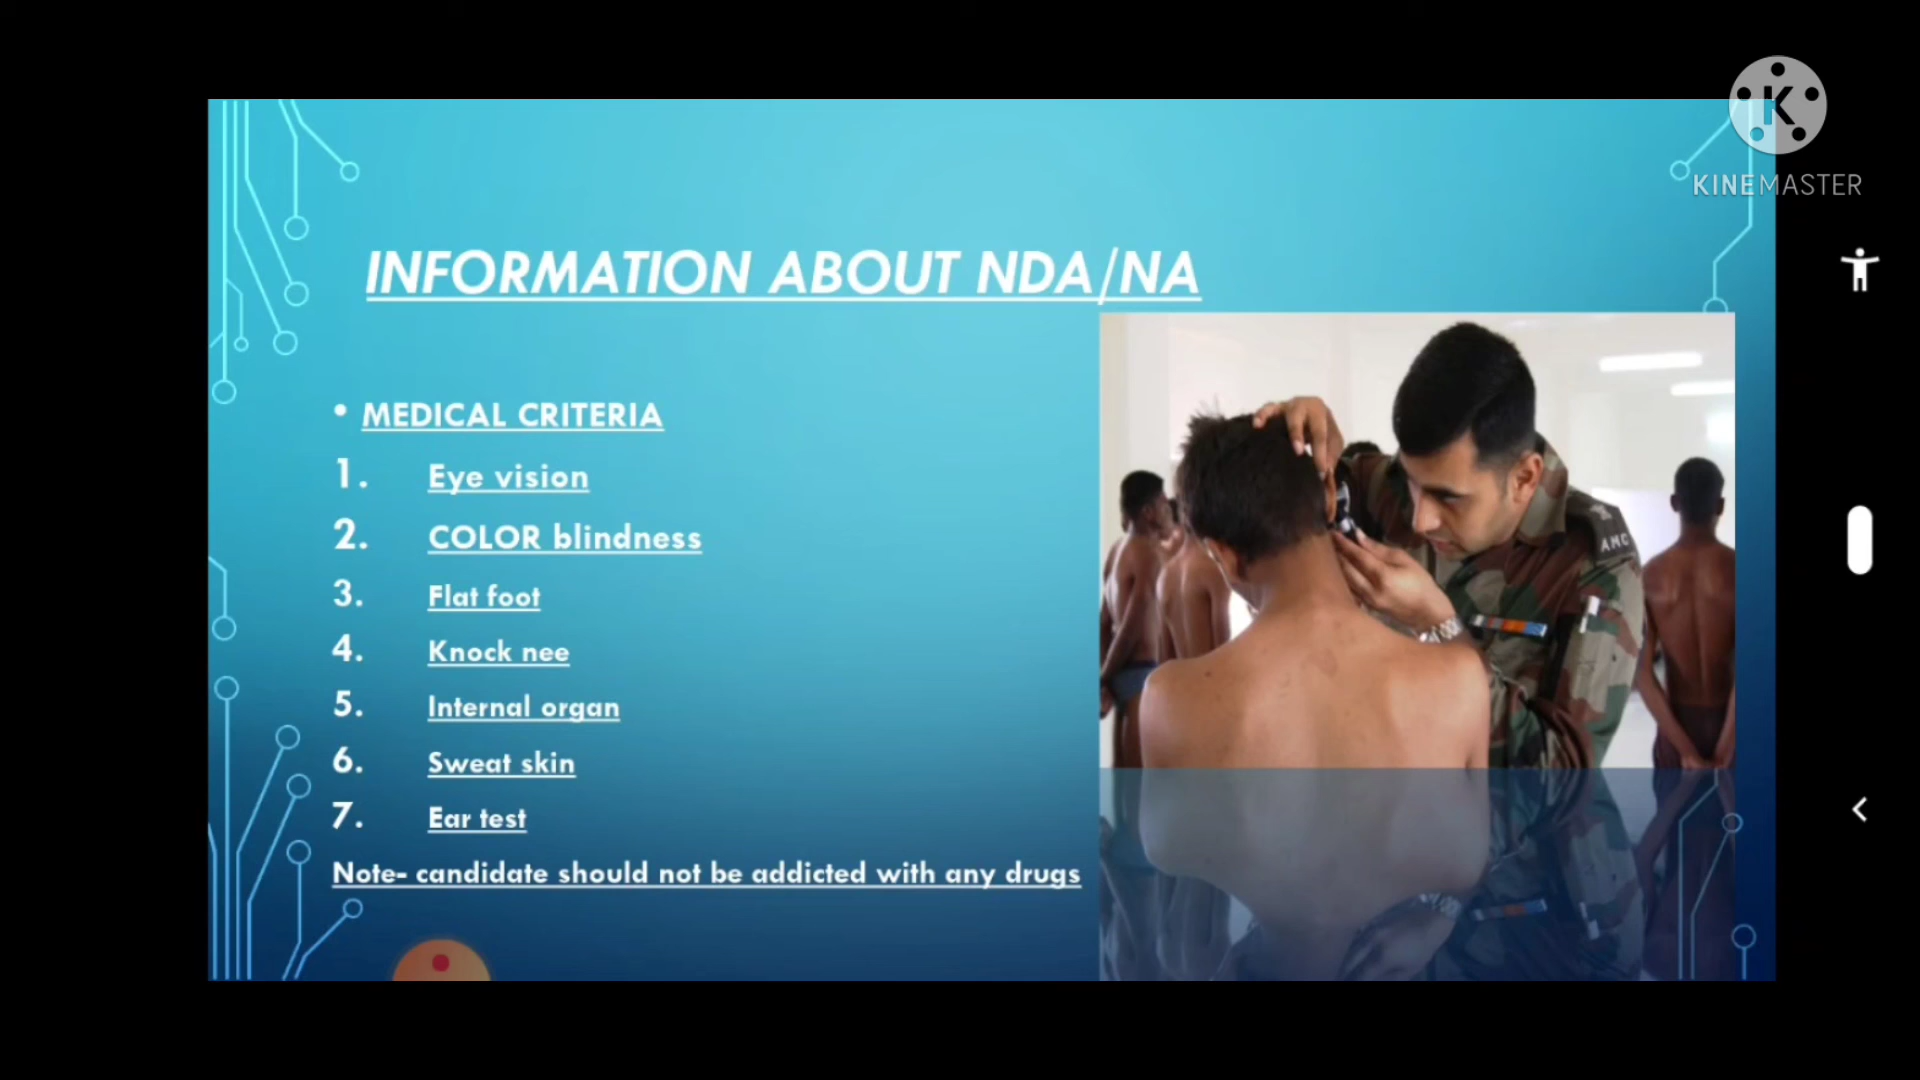 KINEMASTER
INFORMATION ABOUT NDA/NA
• MEDICAL CRITERIA
1. Eye vision
2. COLOR blindness
3. Flat foot
4. Knock nee
5. Internal organ
6. Sweat skin
7. Ear test
Note- candidate should not be addicted with any drugs
AMC